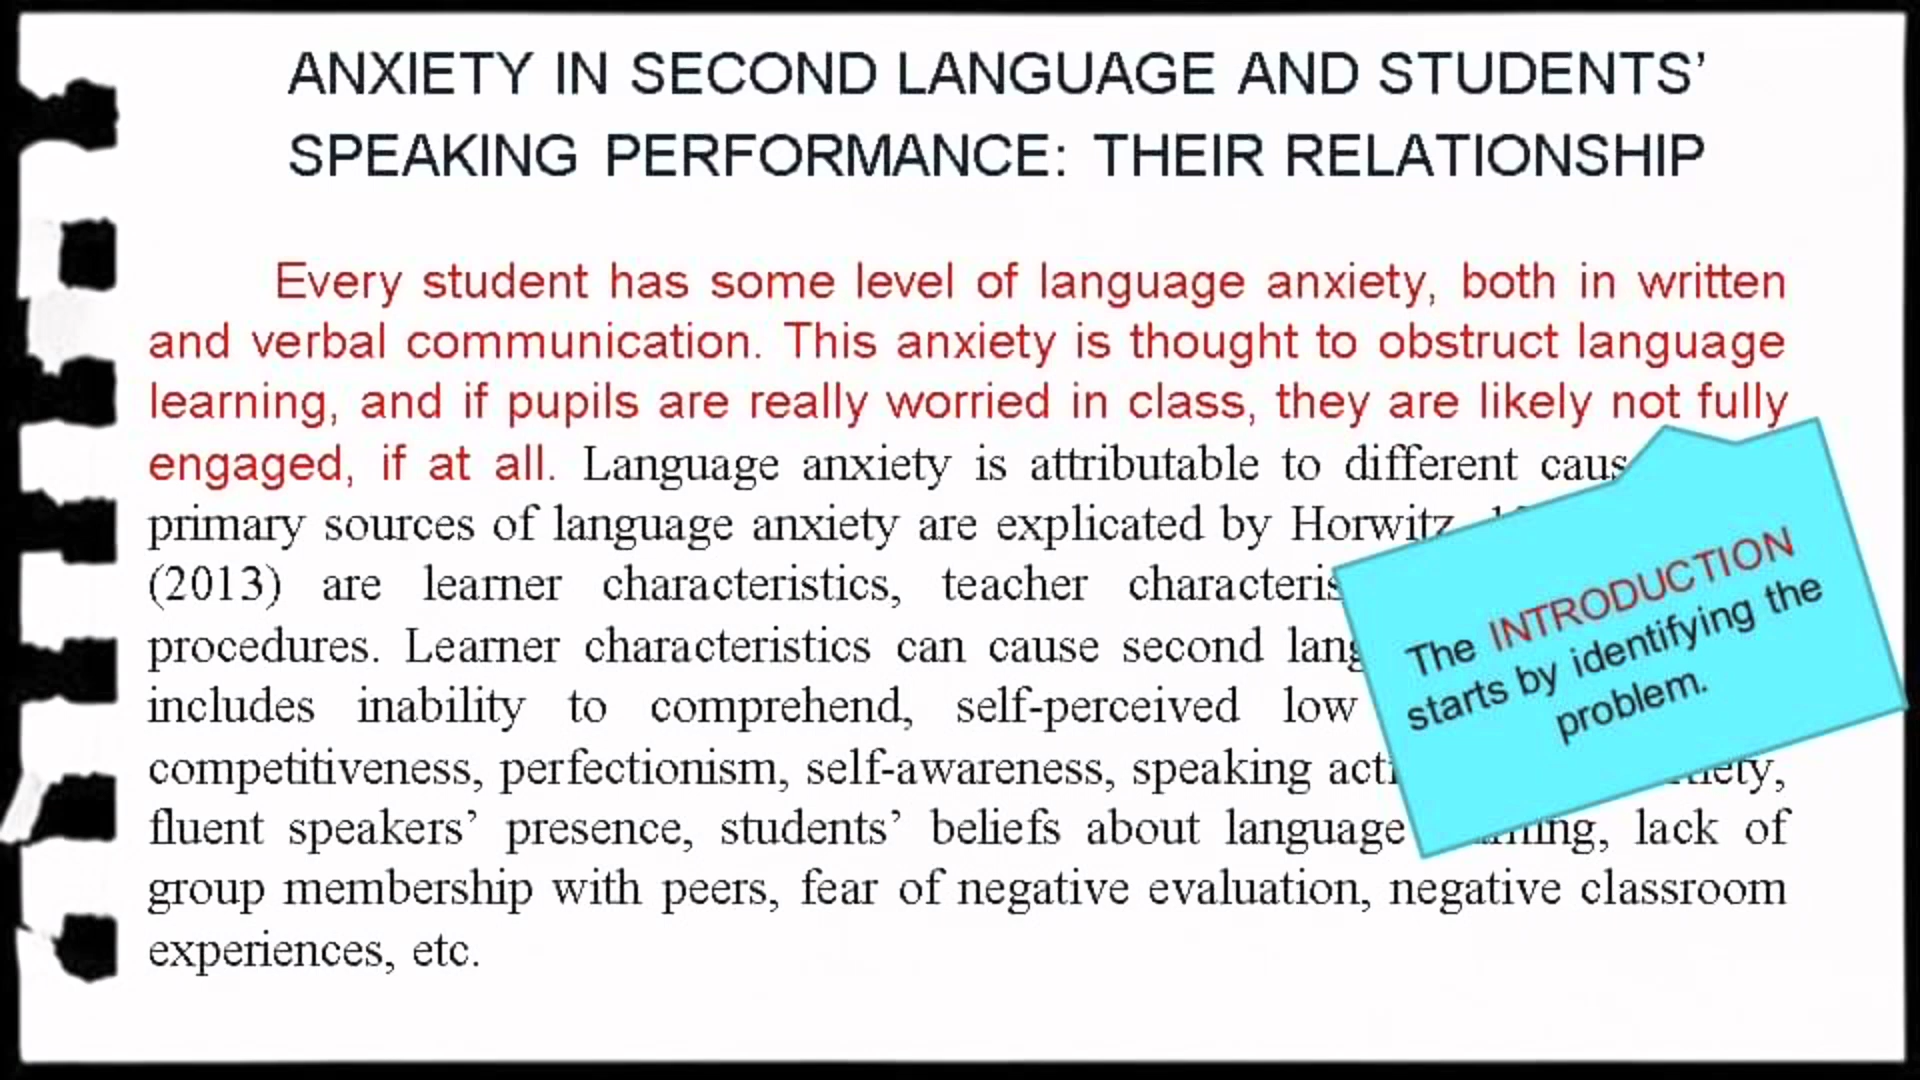 ANXIETY IN SECOND LANGUAGE AND STUDENTS’
SPEAKING PERFORMANCE: THEIR RELATIONSHIP
Every student has some level of language anxiety, both in written
and verbal communication. This anxiety is thought to obstruct language
learning, and if pupils are really worried in class, they are likely not fully
engaged, if at all. Language anxiety is attributable to different
primary sources of language anxiety are explicated by Horwitz
(2013) are learner characteristics, teacher
procedures. Learner characteristics can cause second
includes inability to comprehend, self-perceived low
competitiveness, perfectionism, self-awareness, speaking
fluent speakers’ presence, students’ beliefs about language lack of
group membership with peers, fear of negative evaluation, negative classroom
experiences, etc.
The INTRODUCTION
starts by identifying the
problem.